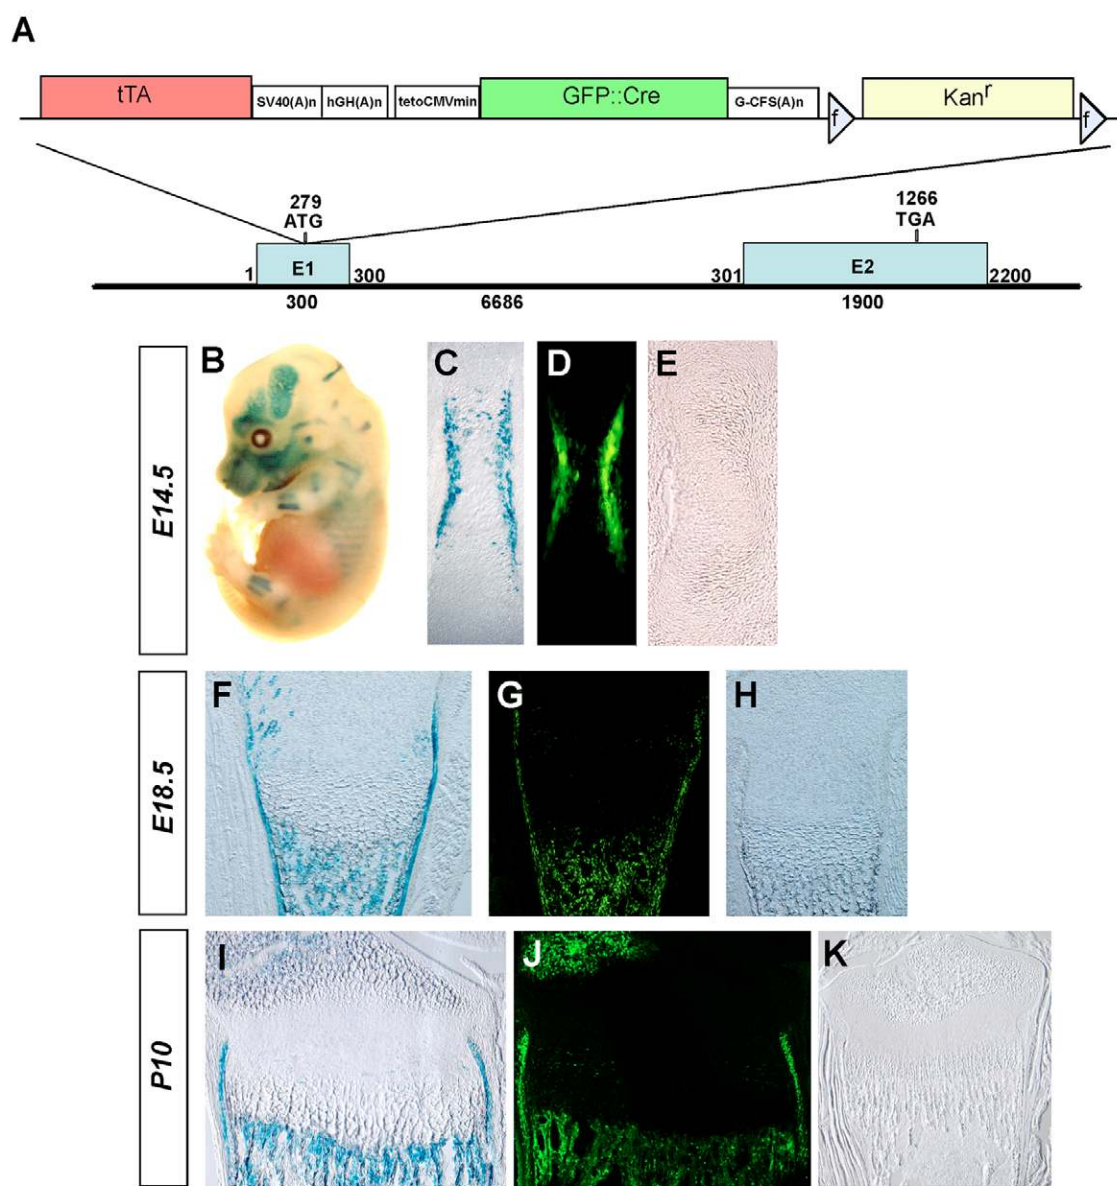 A
tTA
SV40(A)n
hGH(A)n
tetoCMVmin
GFP::Cre
G-CFS(A)n
f
Kanr
f
279
ATG
1266
TGA
1
E1
300
301
E2
2200
300
6686
1900
E14.5
B
C
D
E
E18.5
F
G
H
P10
I
J
K